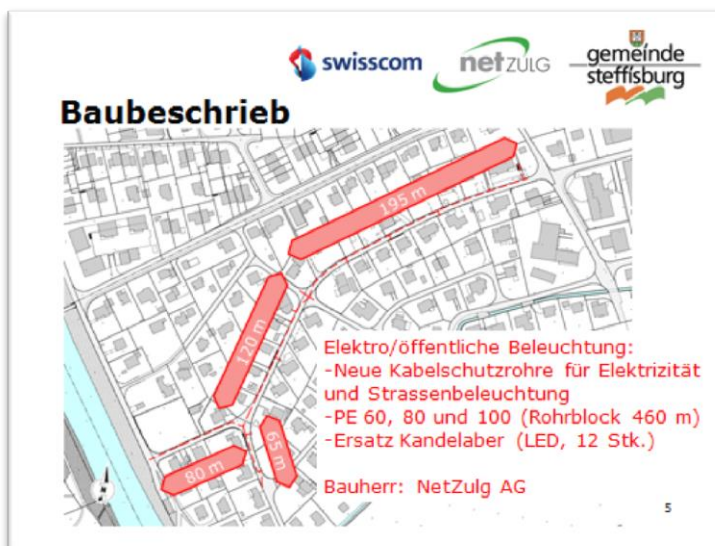 swisscom
netZULG
gemeinde
steffisburg
Baubeschrieb
195 m
120 m
65 m
80 m
Elektro/öffentliche Beleuchtung:
-Neue Kabelschutzrohre für Elektrizität
und Strassenbeleuchtung
-PE 60, 80 und 100 (Rohrblock 460 m)
-Ersatz Kandelaber (LED, 12 Stk.)
Bauherr: NetZulg AG
5